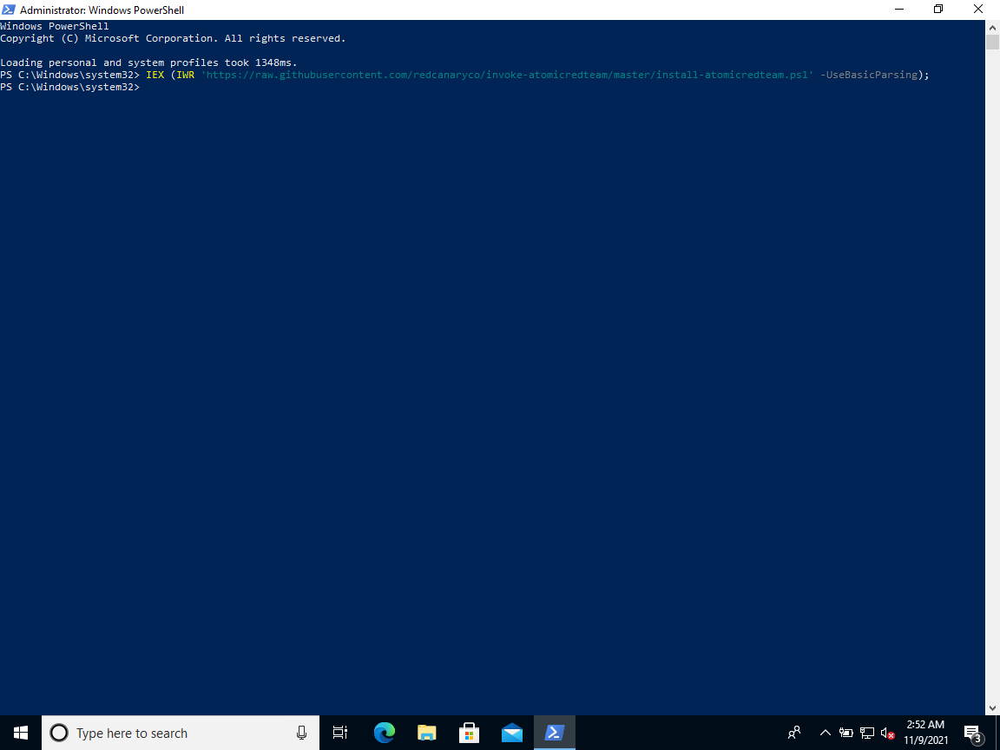 Administrator: Windows PowerShell
Windows PowerShell
Copyright (C) Microsoft Corporation. All rights reserved.
Loading personal and system profiles took 1348ms.
PS C:\Windows\system32> IEX (IWR 'https://raw.githubusercontent.com/redcanaryco/invoke-atomicredteam/master/install-atomicredteam.ps1' -UseBasicParsing);
PS C:\Windows\system32>
Type here to search
2:52 AM
11/9/2021
3